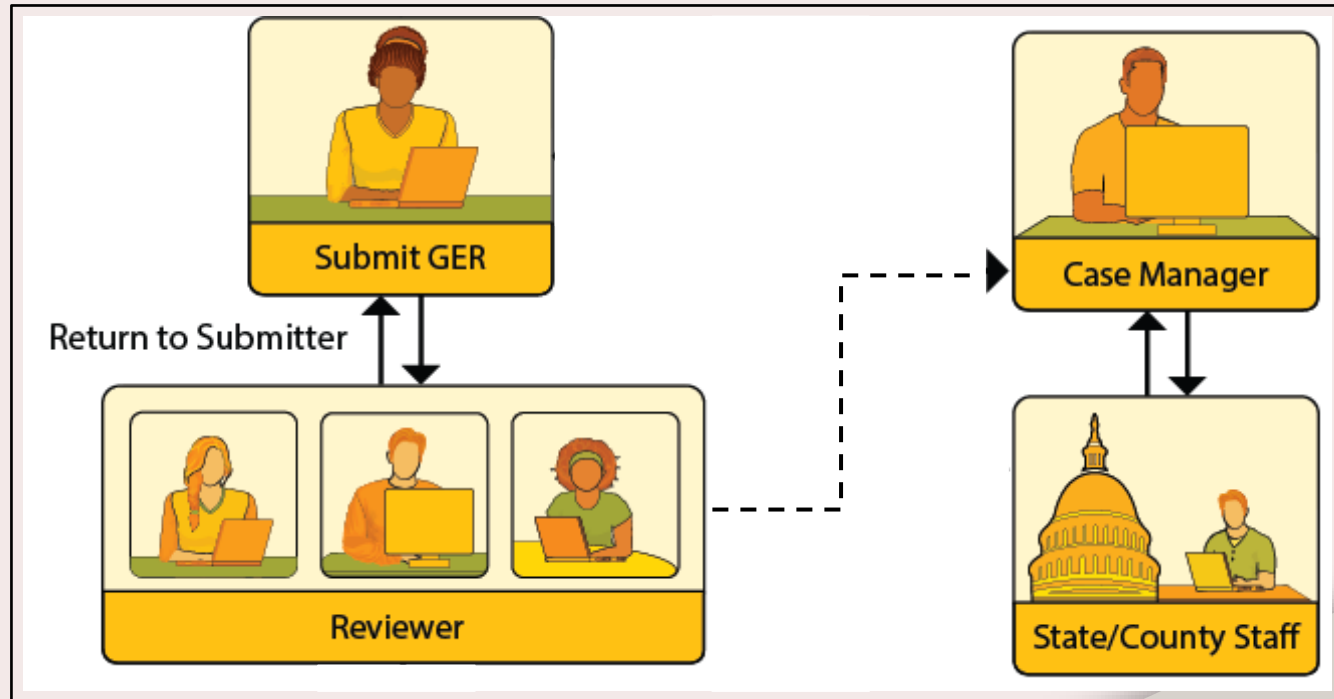 Submit GER
Case Manager
Return to Submitter
Reviewer
State/County Staff